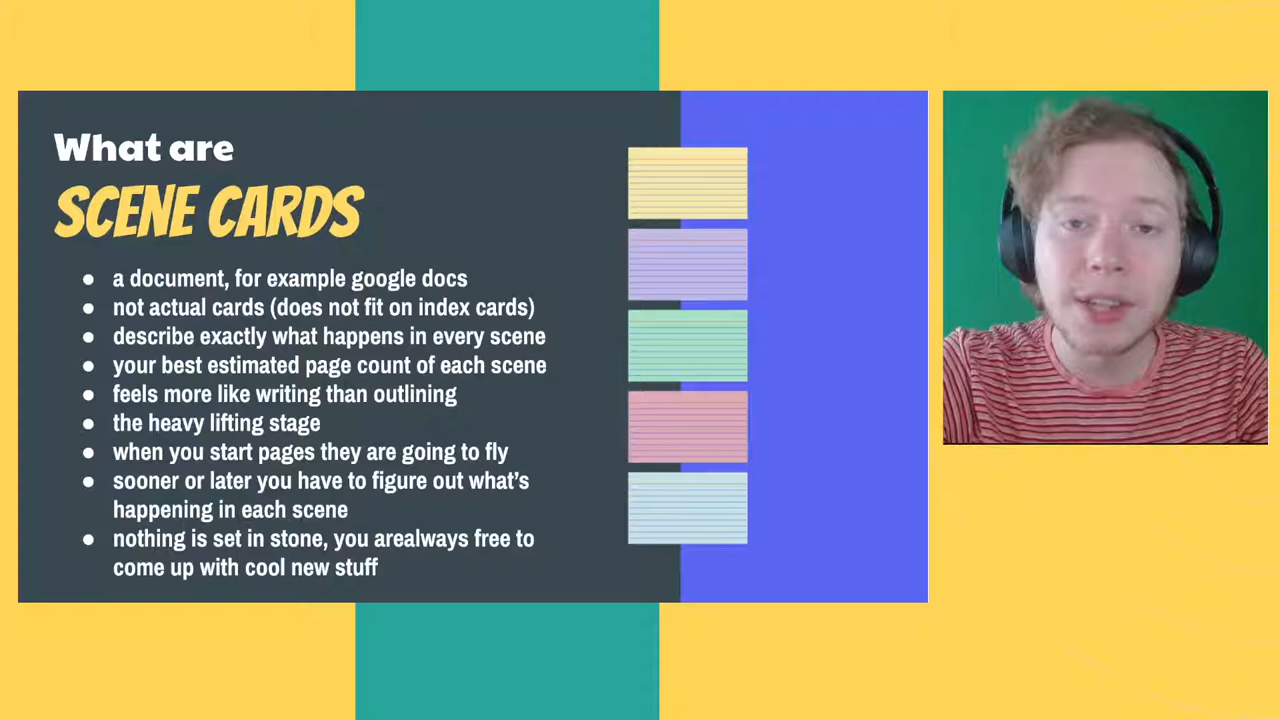 What are
SCENE CARDS
● a document, for example google docs
● not actual cards (does not fit on index cards)
● describe exactly what happens in every scene
● your best estimated page count of each scene
● feels more like writing than outlining
● the heavy lifting stage
● when you start pages they are going to fly
● sooner or later you have to figure out what's
happening in each scene
● nothing is set in stone, you arealways free to
come up with cool new stuff